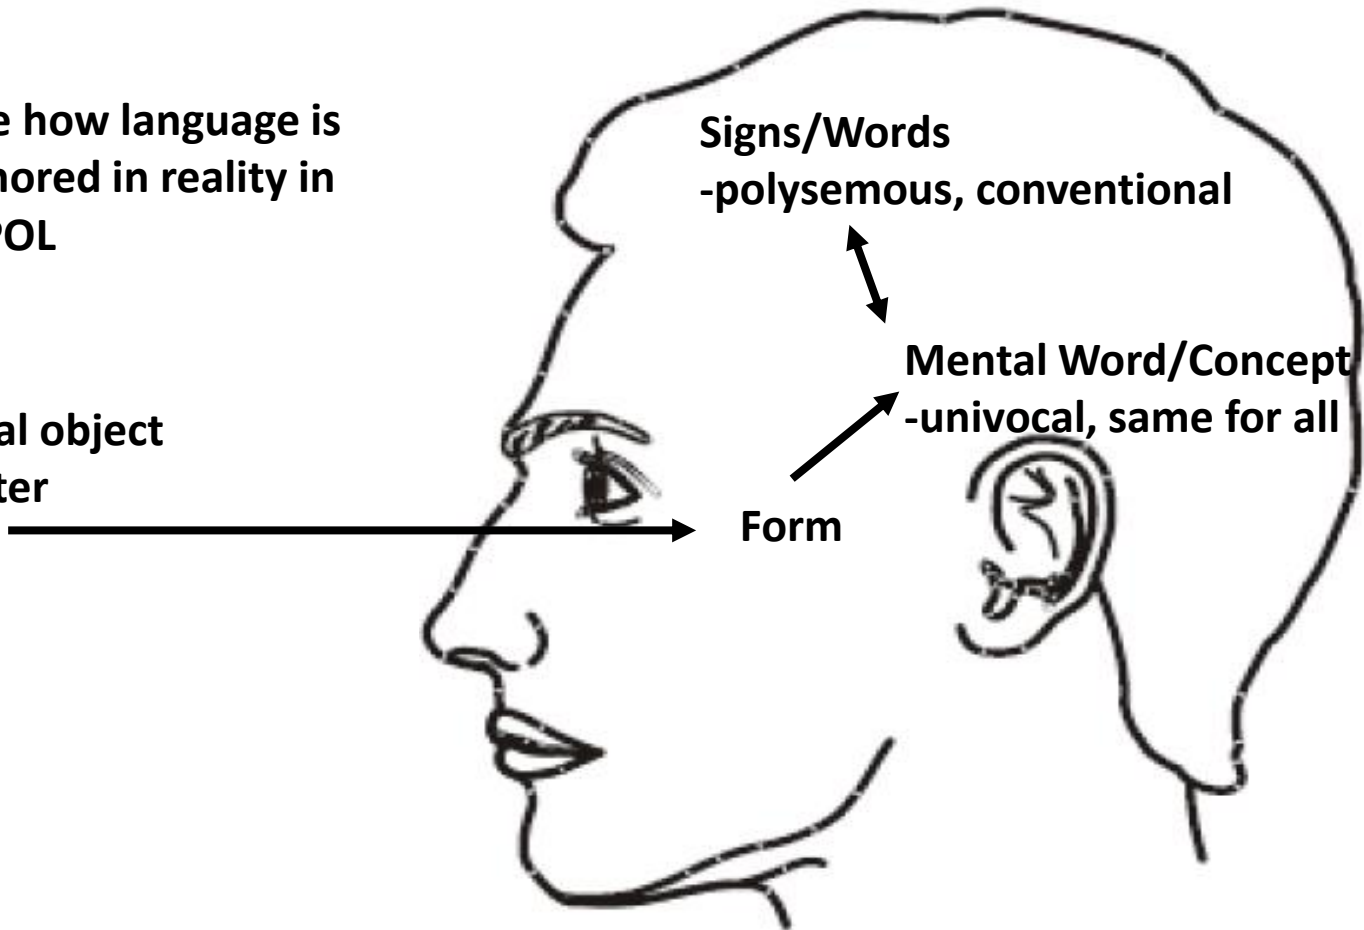 e how language is
nored in reality in
POL
Signs/Words
-polysemous, conventional
Mental Word/Concept
-univocal, same for all
al object
ter
Form